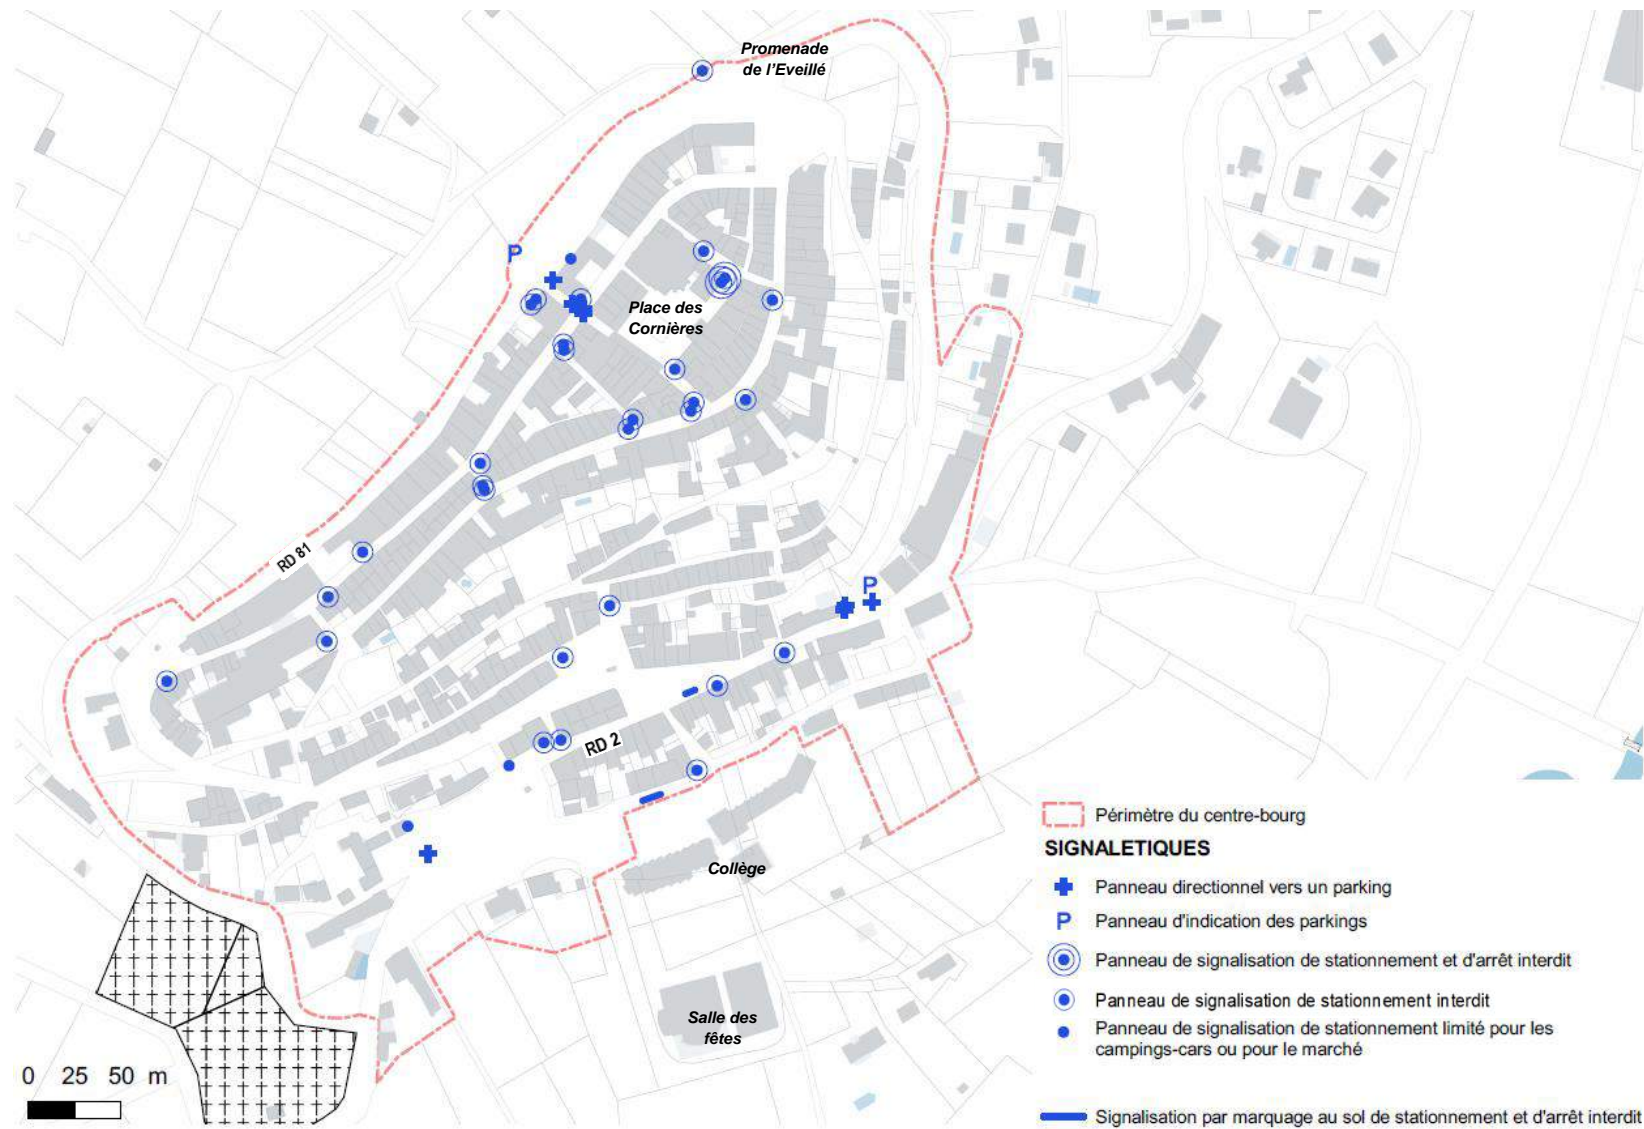 Promenade
de l'Eveillé
P
Place des
Cornières
RD 81
P
RD 2
Collège
Salle des
fêtes
0 25 50 m
Périmètre du centre-bourg
SIGNALETIQUES
Panneau directionnel vers un parking
P Panneau d'indication des parkings
Panneau de signalisation de stationnement et d'arrêt interdit
Panneau de signalisation de stationnement interdit
Panneau de signalisation de stationnement limité pour les
campings-cars ou pour le marché
Signalisation par marquage au sol de stationnement et d'arrêt interdit